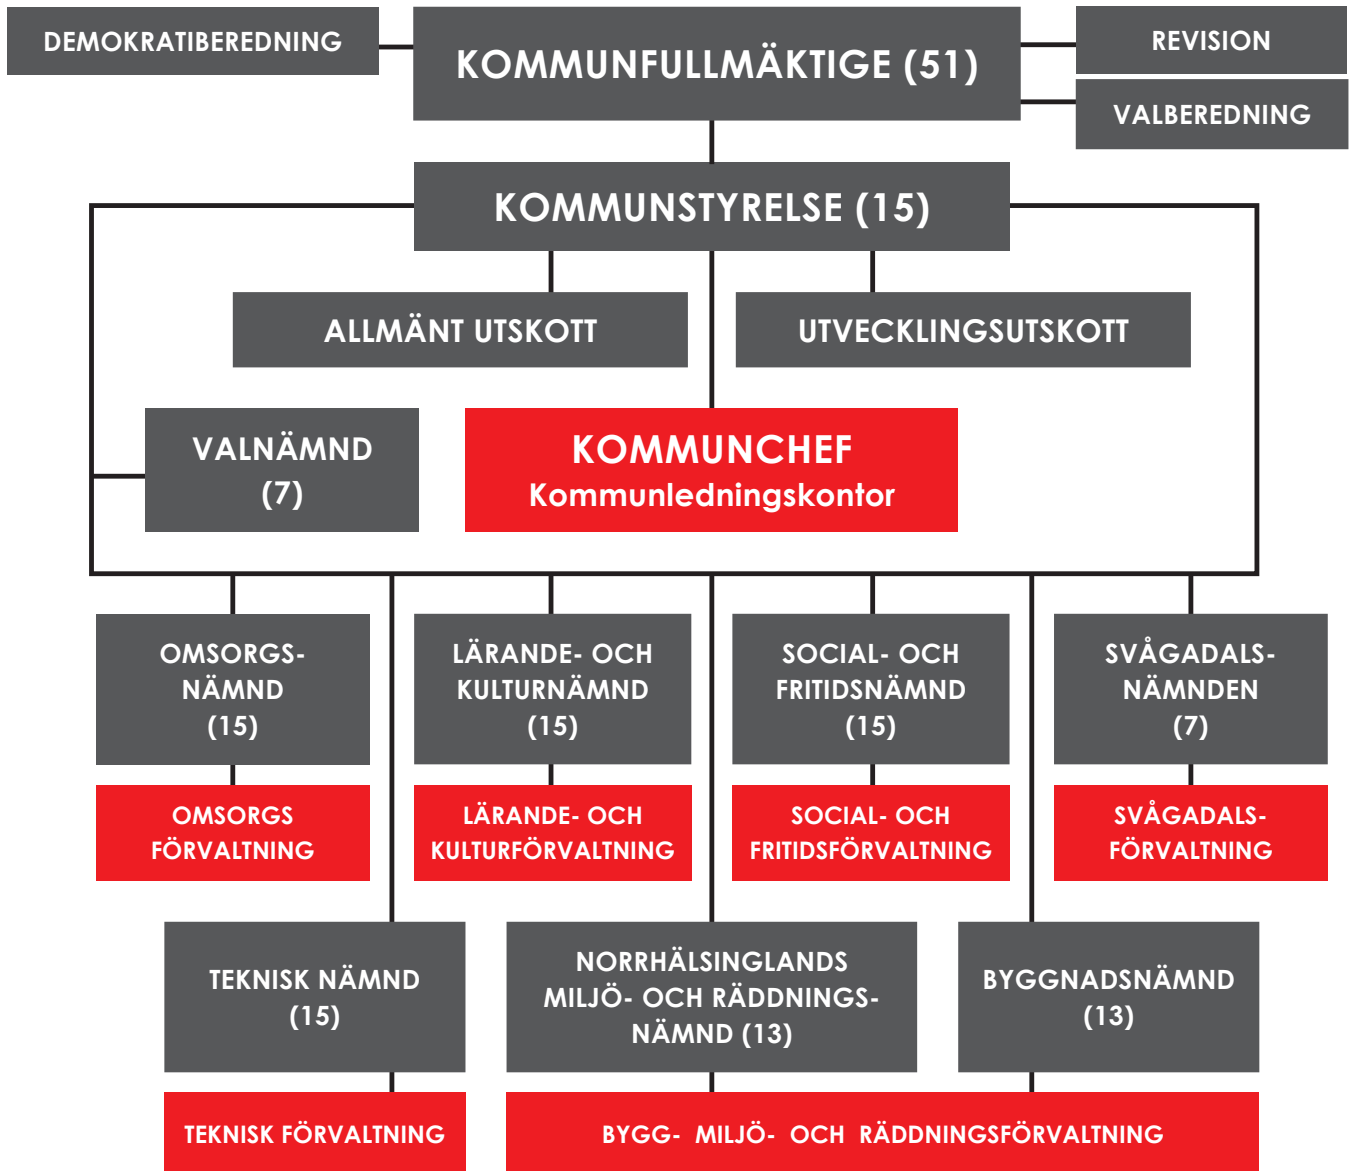 DEMOKRATIBEREDNING
KOMMUNFULLMÄKTIGE (51)
REVISION
VALBEREDNING
KOMMUNSTYRELSE (15)
ALLMÄNT UTSKOTT
UTVECKLINGSUTSKOTT
VALNÄMND
(7)
KOMMUNCHEF
Kommunledningskontor
OMSORGS-
NÄMND
(15)
LÄRANDE- OCH
KULTURNÄMND
(15)
SOCIAL- OCH
FRITIDSNÄMND
(15)
SVÅGADALS-
NÄMNDEN
(7)
OMSORGS
FÖRVALTNING
LÄRANDE- OCH
KULTURFÖRVALTNING
SOCIAL- OCH
FRITIDSFÖRVALTNING
SVÅGADALS-
FÖRVALTNING
TEKNISK NÄMND
(15)
NORRHÄLSINGLANDS
MILJÖ- OCH RÄDDNINGS-
NÄMND (13)
BYGGNADSNÄMND
(13)
TEKNISK FÖRVALTNING
BYGG- MILJÖ- OCH RÄDDNINGSFÖRVALTNING